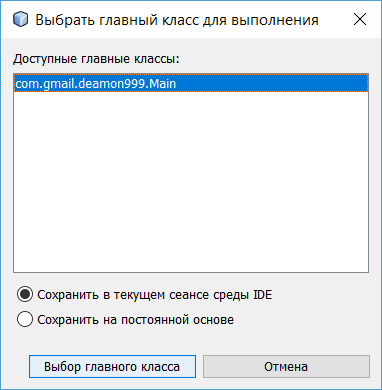 Выбрать главный класс для выполнения
Доступные главные классы:
com.gmail.deamon999.Main
Сохранить в текущем сеансе среды IDE
Сохранить на постоянной основе
Выбор главного класса
Отмена